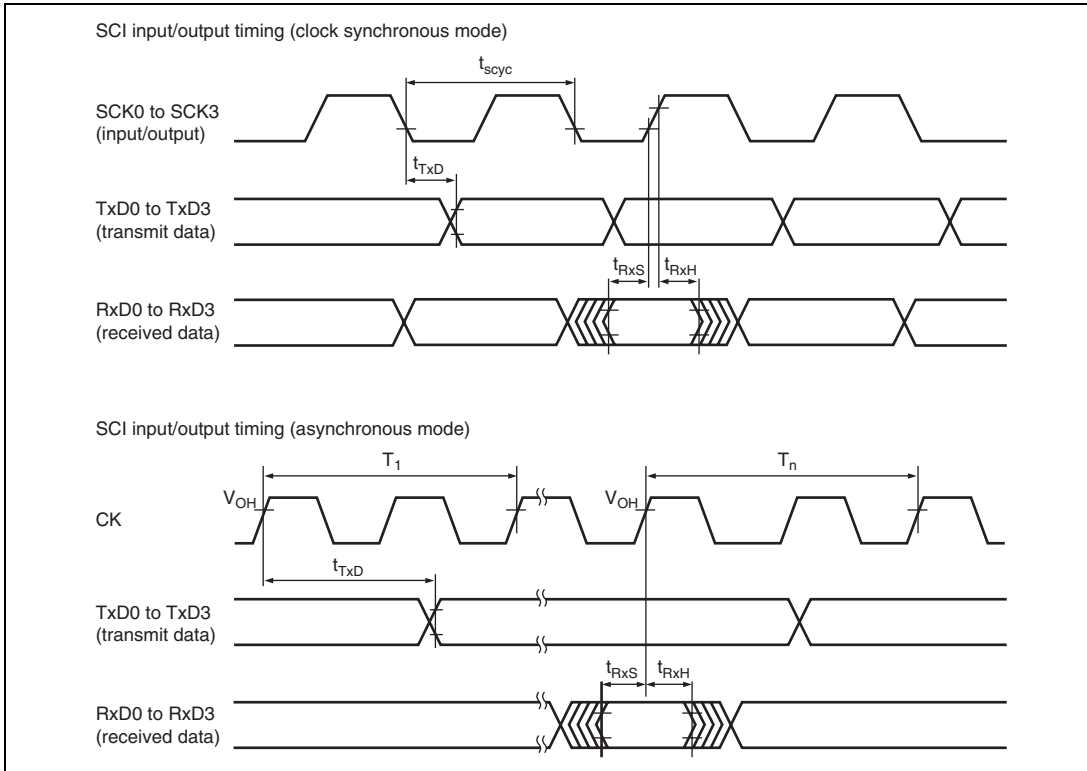 SCI input/output timing (clock synchronous mode)
tscyc
SCK0 to SCK3
(input/output)
tTxD
TxD0 to TxD3
(transmit data)
tRxS
tRxH
RxD0 to RxD3
(received data)
SCI input/output timing (asynchronous mode)
T1
Tn
VOH
VOH
CK
tTxD
TxD0 to TxD3
(transmit data)
tRxS
tRxH
RxD0 to RxD3
(received data)